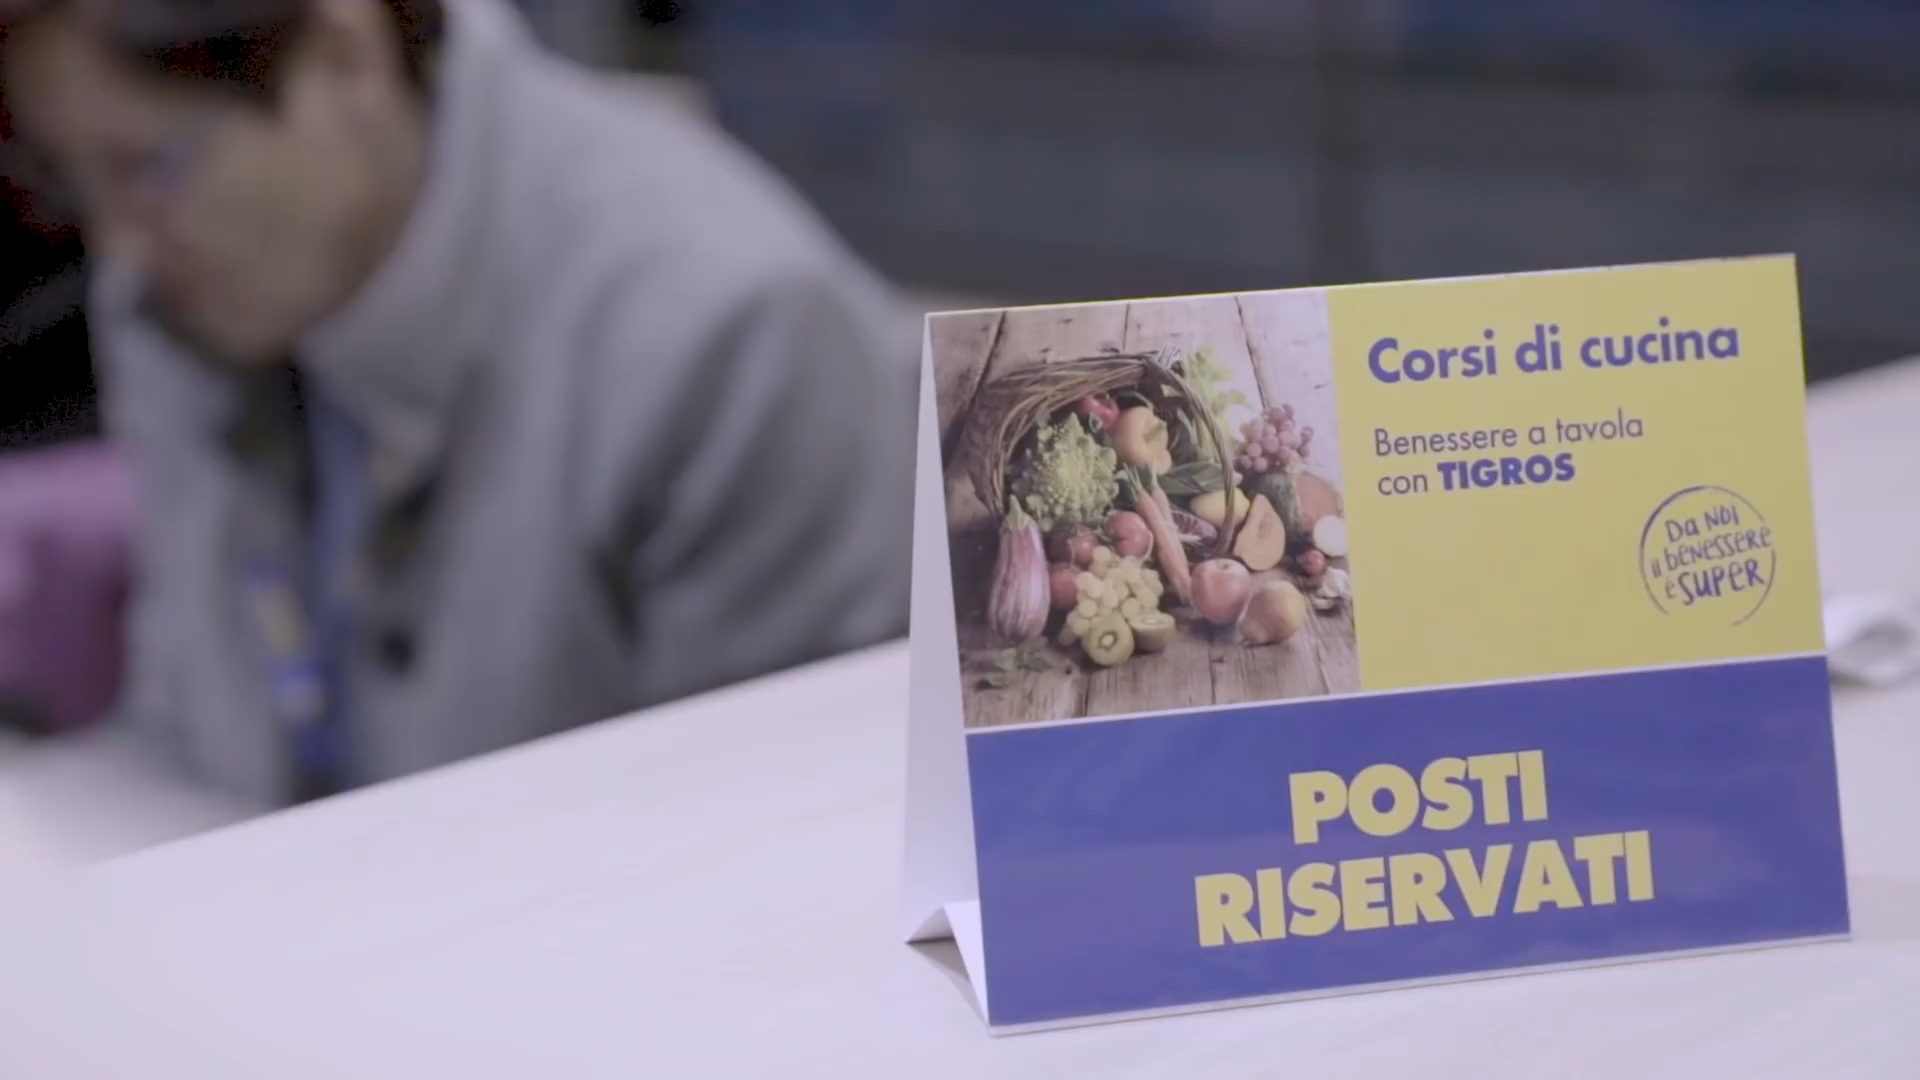 Corsi di cucina
Benessere a tavola
con TIGROS
Da NOI
il benessere
è SUPER
POSTI
RISERVATI